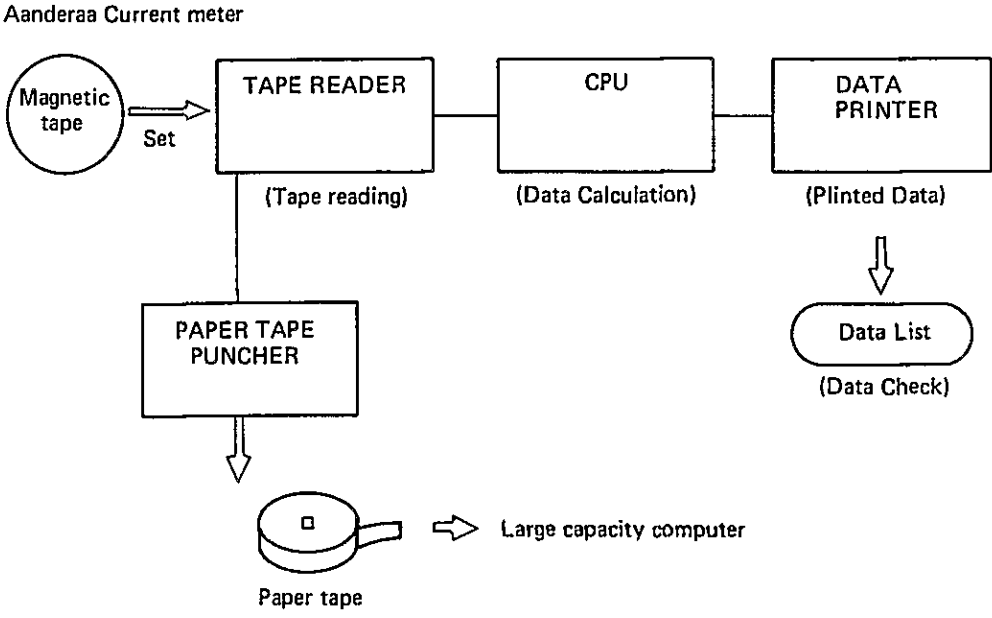 Aanderaa Current meter
Magnetic
tape
Set
TAPE READER
(Tape reading)
CPU
(Data Calculation)
DATA
PRINTER
(Plinted Data)
Data List
(Data Check)
PAPER TAPE
PUNCHER
Paper tape
Large capacity computer